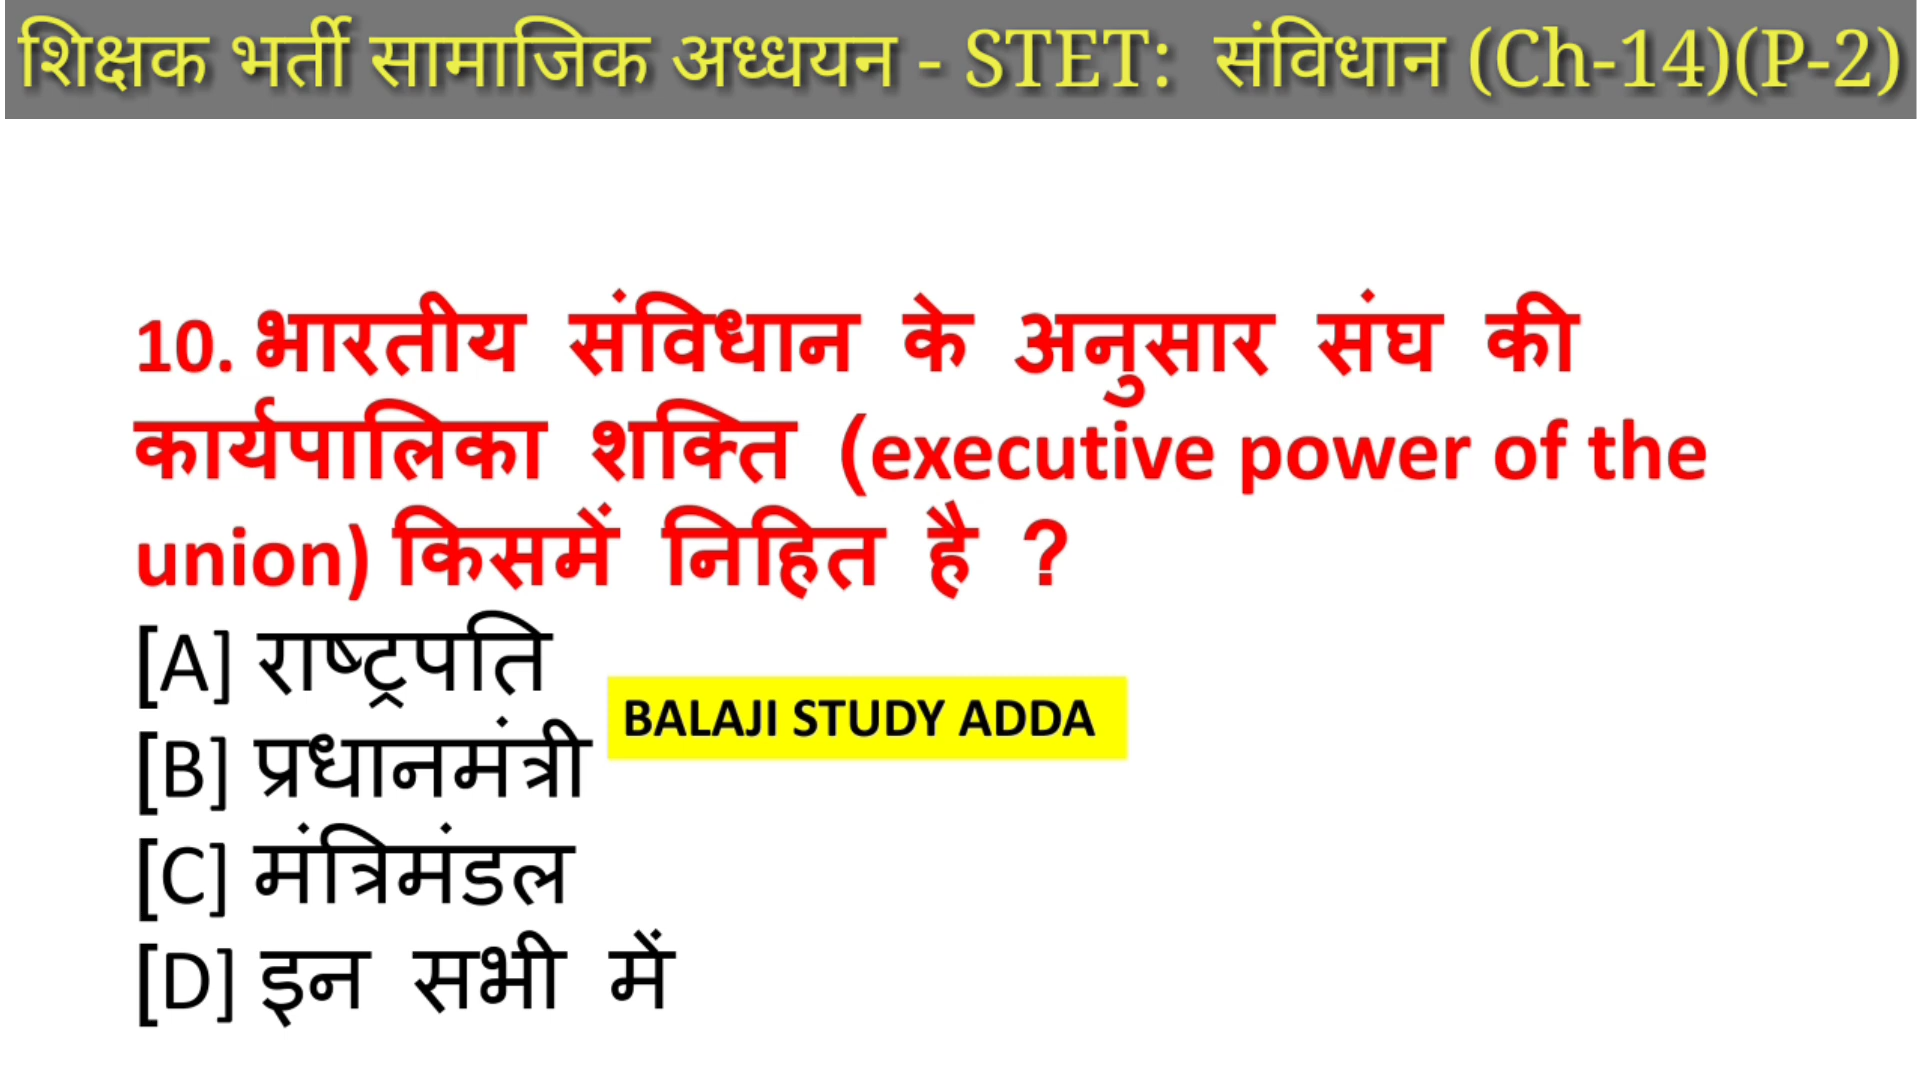 शिक्षक भर्ती सामाजिक अध्धयन - STET: संविधान (Ch-14)(P-2)
10. भारतीय संविधान के अनुसार संघ की
कार्यपालिका शक्ति (executive power of the
union) किसमें निहित है ?
[A] राष्ट्रपति
BALAJI STUDY ADDA
[B] प्रधानमंत्री
[C] मंत्रिमंडल
[D] इन सभी में